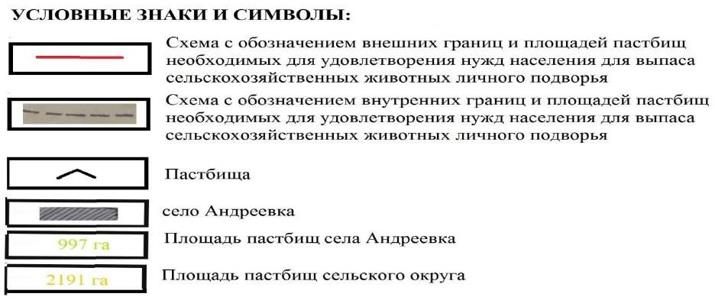 УСЛОВНЫЕ ЗНАКИ И СИМВОЛЫ:
Схема с обозначением внешних границ и площадей пастбищ
необходимых для удовлетворения нужд населения для выпаса
сельскохозяйственных животных личного подворья
Схема с обозначением внутренних границ и площадей пастбищ
необходимых для удовлетворения нужд населения для выпаса
сельскохозяйственных животных личного подворья
Пастбища
село Андреевка
997 га Площадь пастбищ села Андреевка
2191 га Площадь пастбищ сельского округа